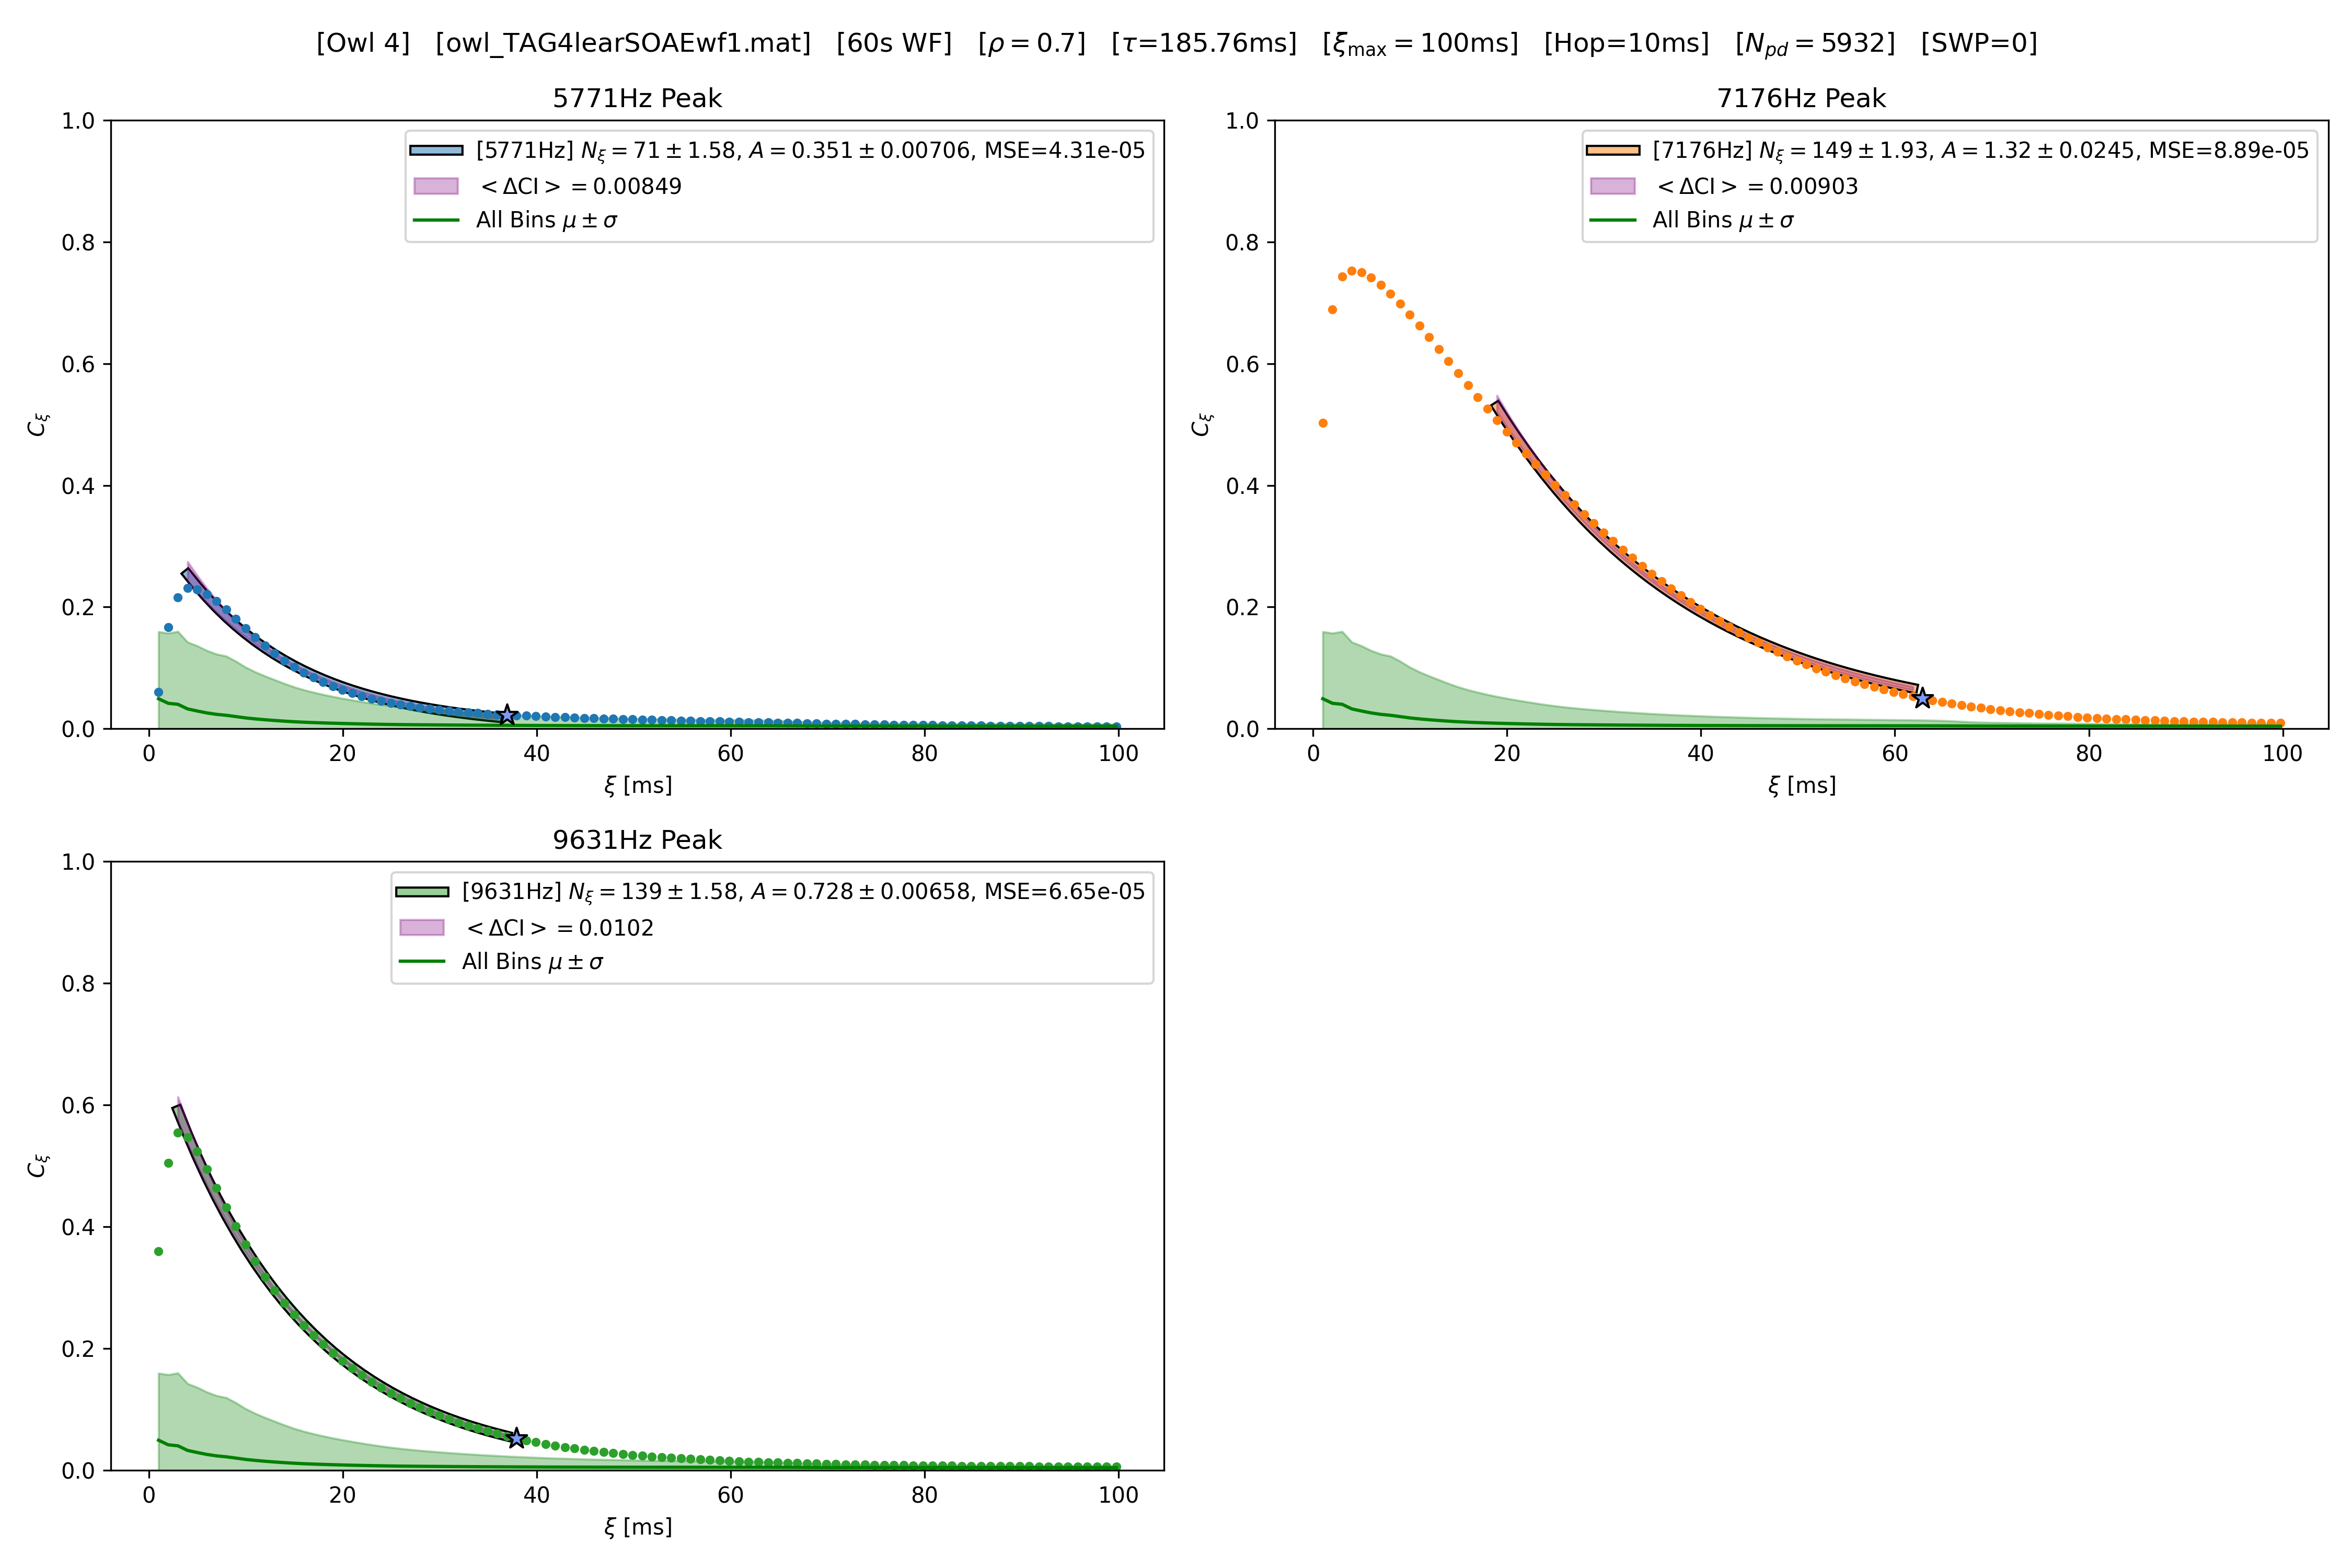 [Owl 4] [owl_TAG4learSOAEwf1.mat] [60s WF] [ρ = 0.7] [τ=185.76ms] [ξmax = 100ms] [Hop=10ms] [Npd = 5932] [SWP=0]
5771Hz Peak
1.0
0.8
0.6
0.4
0.2
0.0
Cξ
[5771Hz] Nξ = 71 ± 1.58, A = 0.351 ± 0.00706, MSE=4.31e-05
< ΔCI > = 0.00849
All Bins μ ± σ
0 20 40 60 80 100
ξ [ms]
7176Hz Peak
1.0
0.8
0.6
0.4
0.2
0.0
Cξ
[7176Hz] Nξ = 149 ± 1.93, A = 1.32 ± 0.0245, MSE=8.89e-05
< ΔCI > = 0.00903
All Bins μ ± σ
0 20 40 60 80 100
ξ [ms]
9631Hz Peak
1.0
0.8
0.6
0.4
0.2
0.0
Cξ
[9631Hz] Nξ = 139 ± 1.58, A = 0.728 ± 0.00658, MSE=6.65e-05
< ΔCI > = 0.0102
All Bins μ ± σ
0 20 40 60 80 100
ξ [ms]